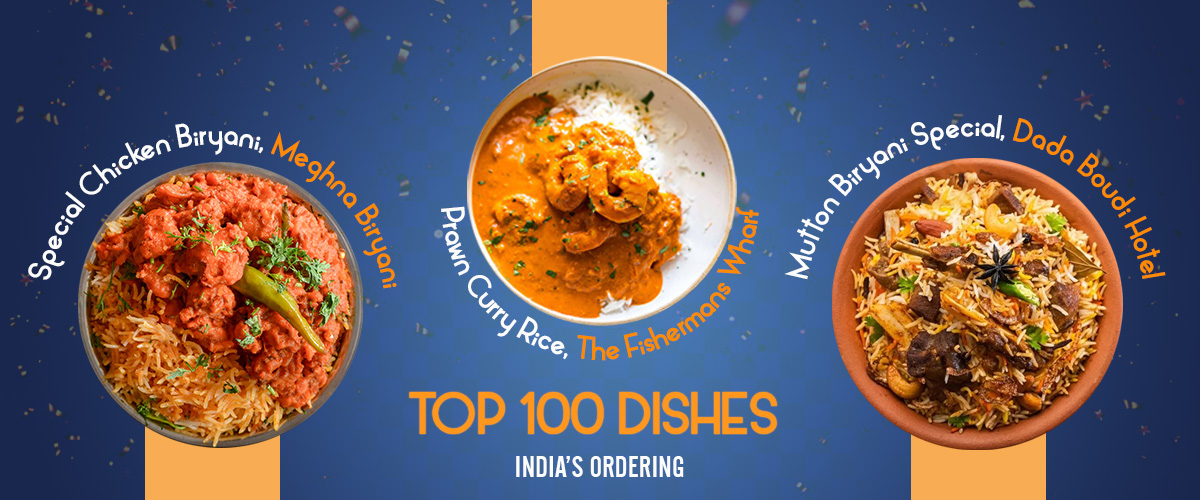 Special Chicken Biryani, Meghna Biryani
Prawn Curry Rice, The Fishermans Wharf
Mutton Biryani Special, Dada Boudi Hotel
TOP 100 DISHES
INDIA'S ORDERING